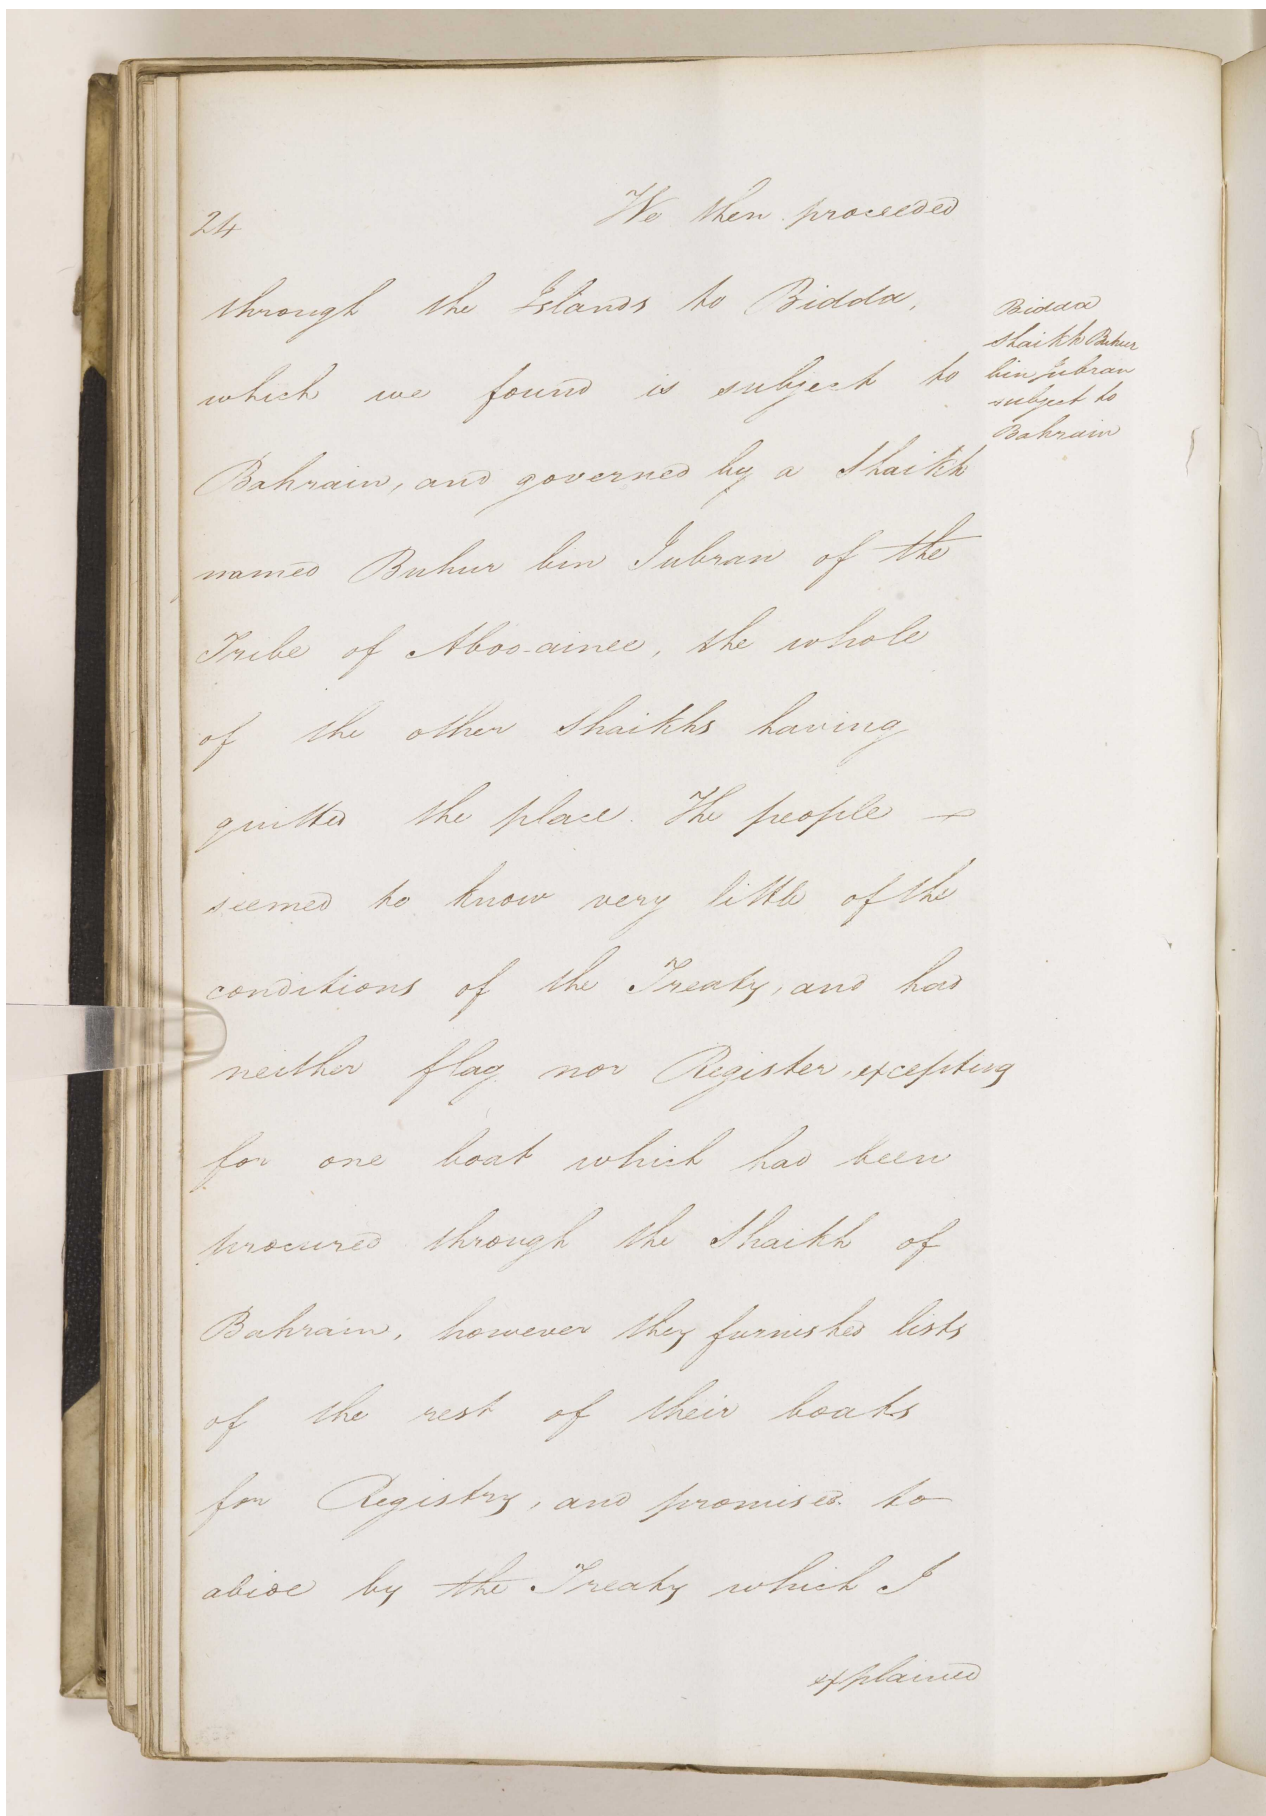 24
We then proceeded
through the Islands to Bidda,
which we found is subject to
Bahrain, and governed by a Shaikh
named Buhur bin Jubran of the
Tribe of Aboo-ainee, the whole
of the other Shaikhs having
quitted the place. The people
seemed to know very little of the
conditions of the Treaty, and had
neither flag nor Register, excepting
for one boat which had been
procured through the Shaikh of
Bahrain, however they furnished lists
of the rest of their boats
for Registry, and promised to
abide by the Treaty which I
explained
Bidda
Shaikh Buhur
bin Jubran
subject to
Bahrain